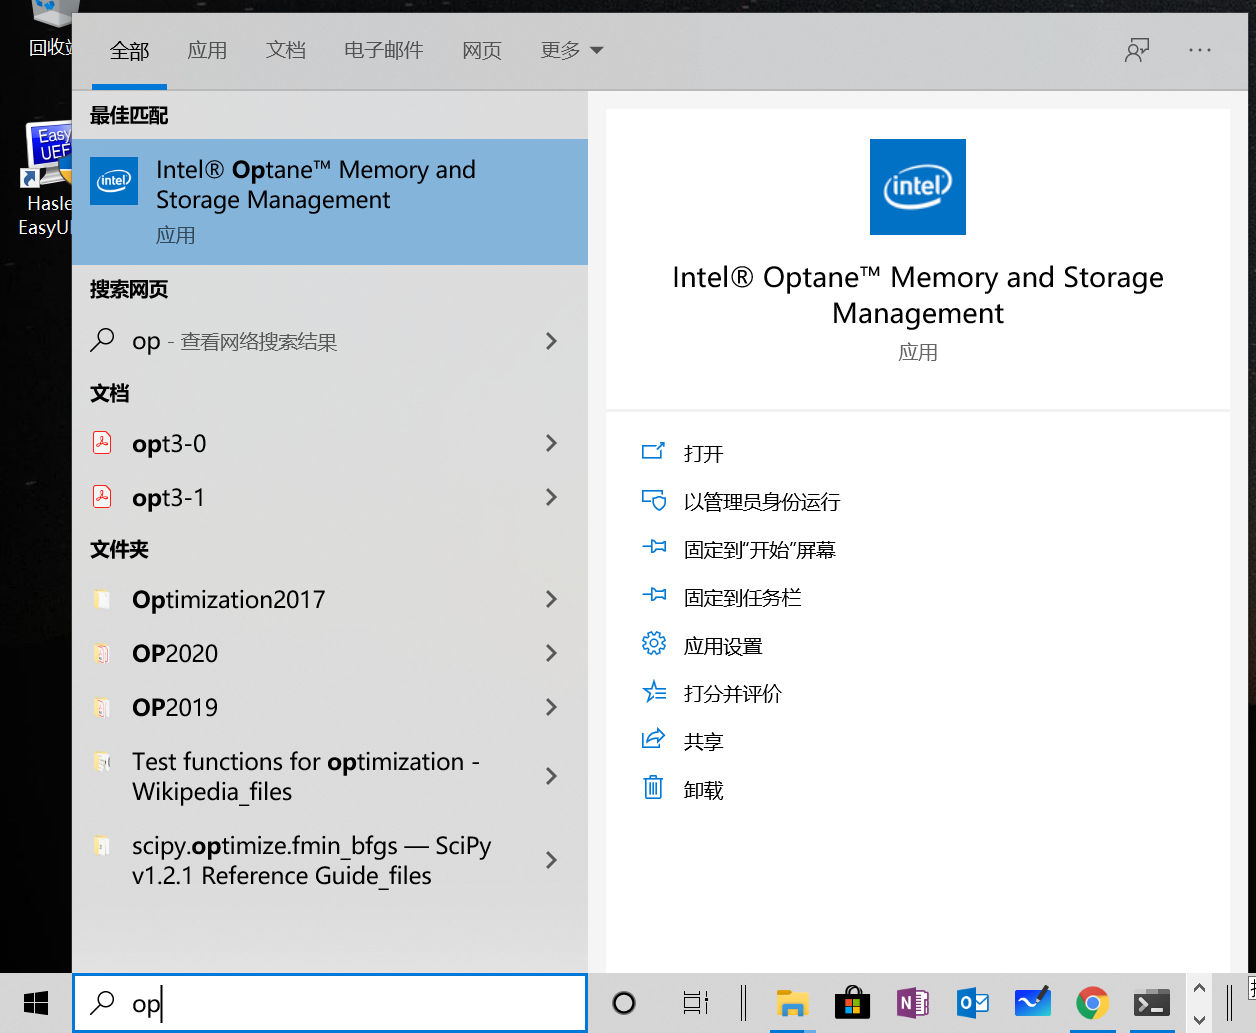 回收站
Easy
UEF
Hasle
EasyU
全部 应用 文档 电子邮件 网页 更多
最佳匹配
intel
Intel® Optane™ Memory and
Storage Management
应用
搜索网页
op - 查看网络搜索结果
文档
opt3-0
opt3-1
文件夹
Optimization2017
OP2020
OP2019
Test functions for optimization -
Wikipedia_files
scipy.optimize.fmin_bfgs — SciPy
v1.2.1 Reference Guide_files
intel
Intel® Optane™ Memory and Storage
Management
应用
打开
以管理员身份运行
固定到“开始”屏幕
固定到任务栏
应用设置
打分并评价
共享
卸载
op